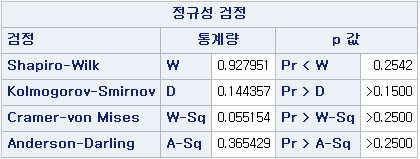 정규성 검정
검정 통계량 p 값
Shapiro-Wilk W 0.927951 Pr < W 0.2542
Kolmogorov-Smirnov D 0.144357 Pr > D >0.1500
Cramer-von Mises W-Sq 0.055154 Pr > W-Sq >0.2500
Anderson-Darling A-Sq 0.365429 Pr > A-Sq >0.2500